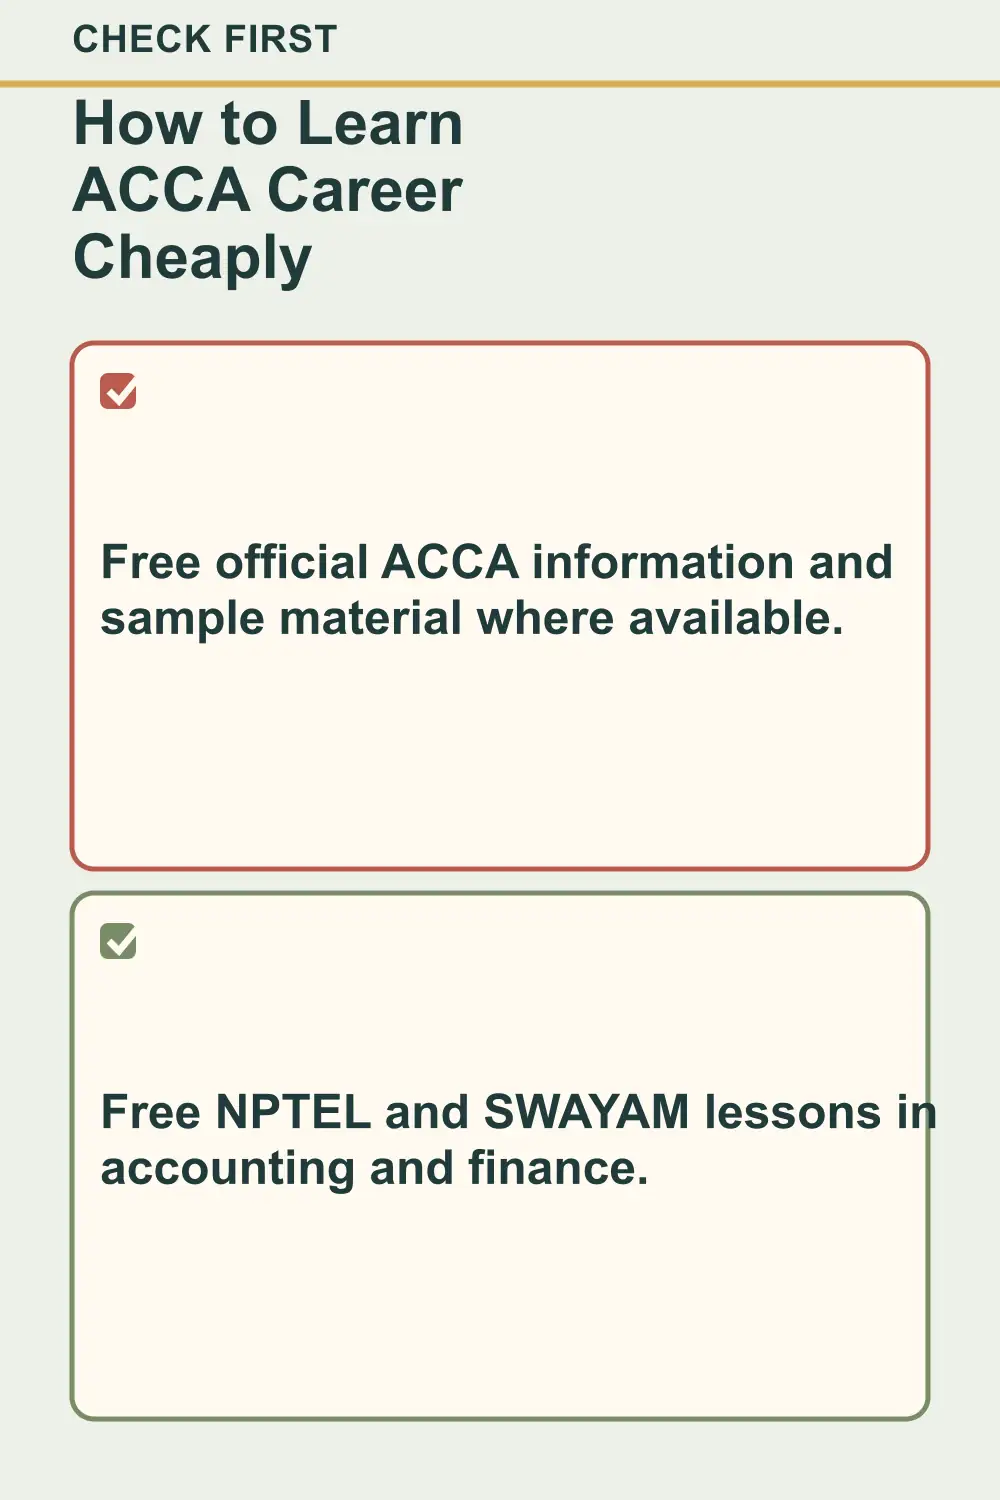 CHECK FIRST
How to Learn
ACCA Career
Cheaply
Free official ACCA information and
sample material where available.
Free NPTEL and SWAYAM lessons in
accounting and finance.